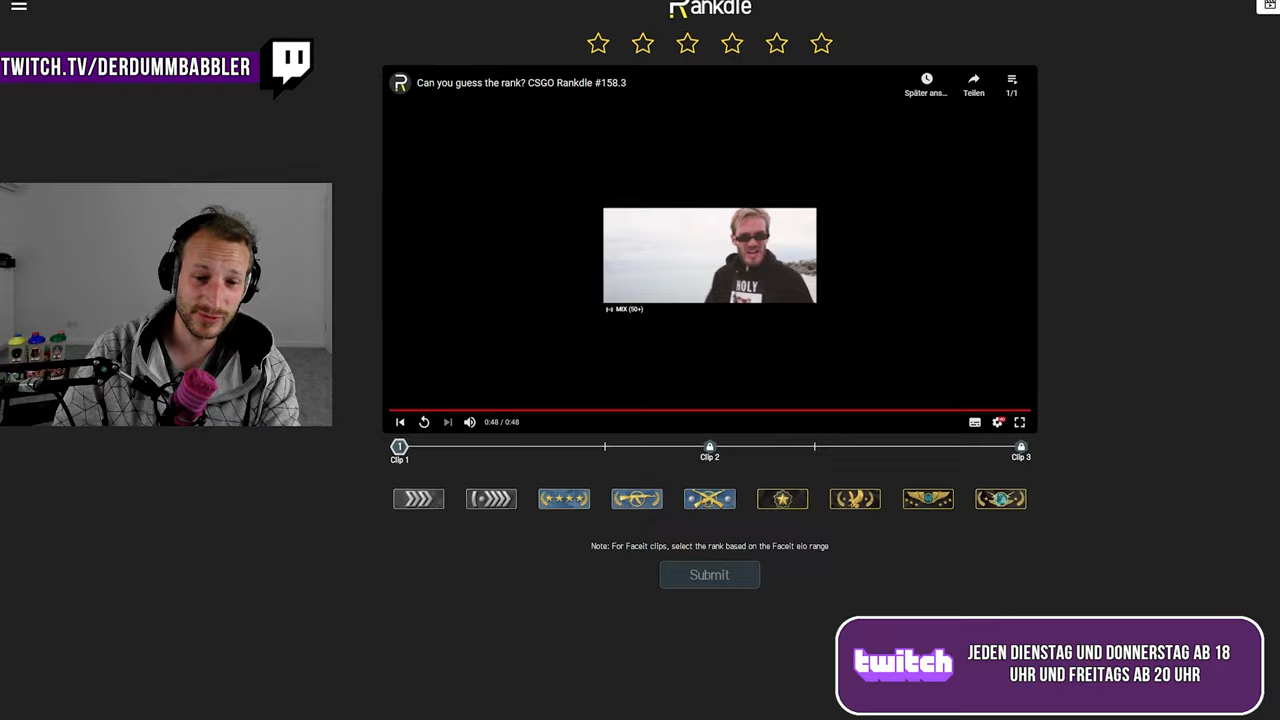 Rankdle
TWITCH.TV/DERDUMMBABBLER
Can you guess the rank? CSGO Rankdle #158.3
Später ans...
Teilen
1/1
HOLY
MIX (50+)
0:48 / 0:48
1
Clip 1
Clip 2
Clip 3
Note: For Faceit clips, select the rank based on the Faceit elo range
Submit
twitch
JEDEN DIENSTAG UND DONNERSTAG AB 18
UHR UND FREITAGS AB 20 UHR